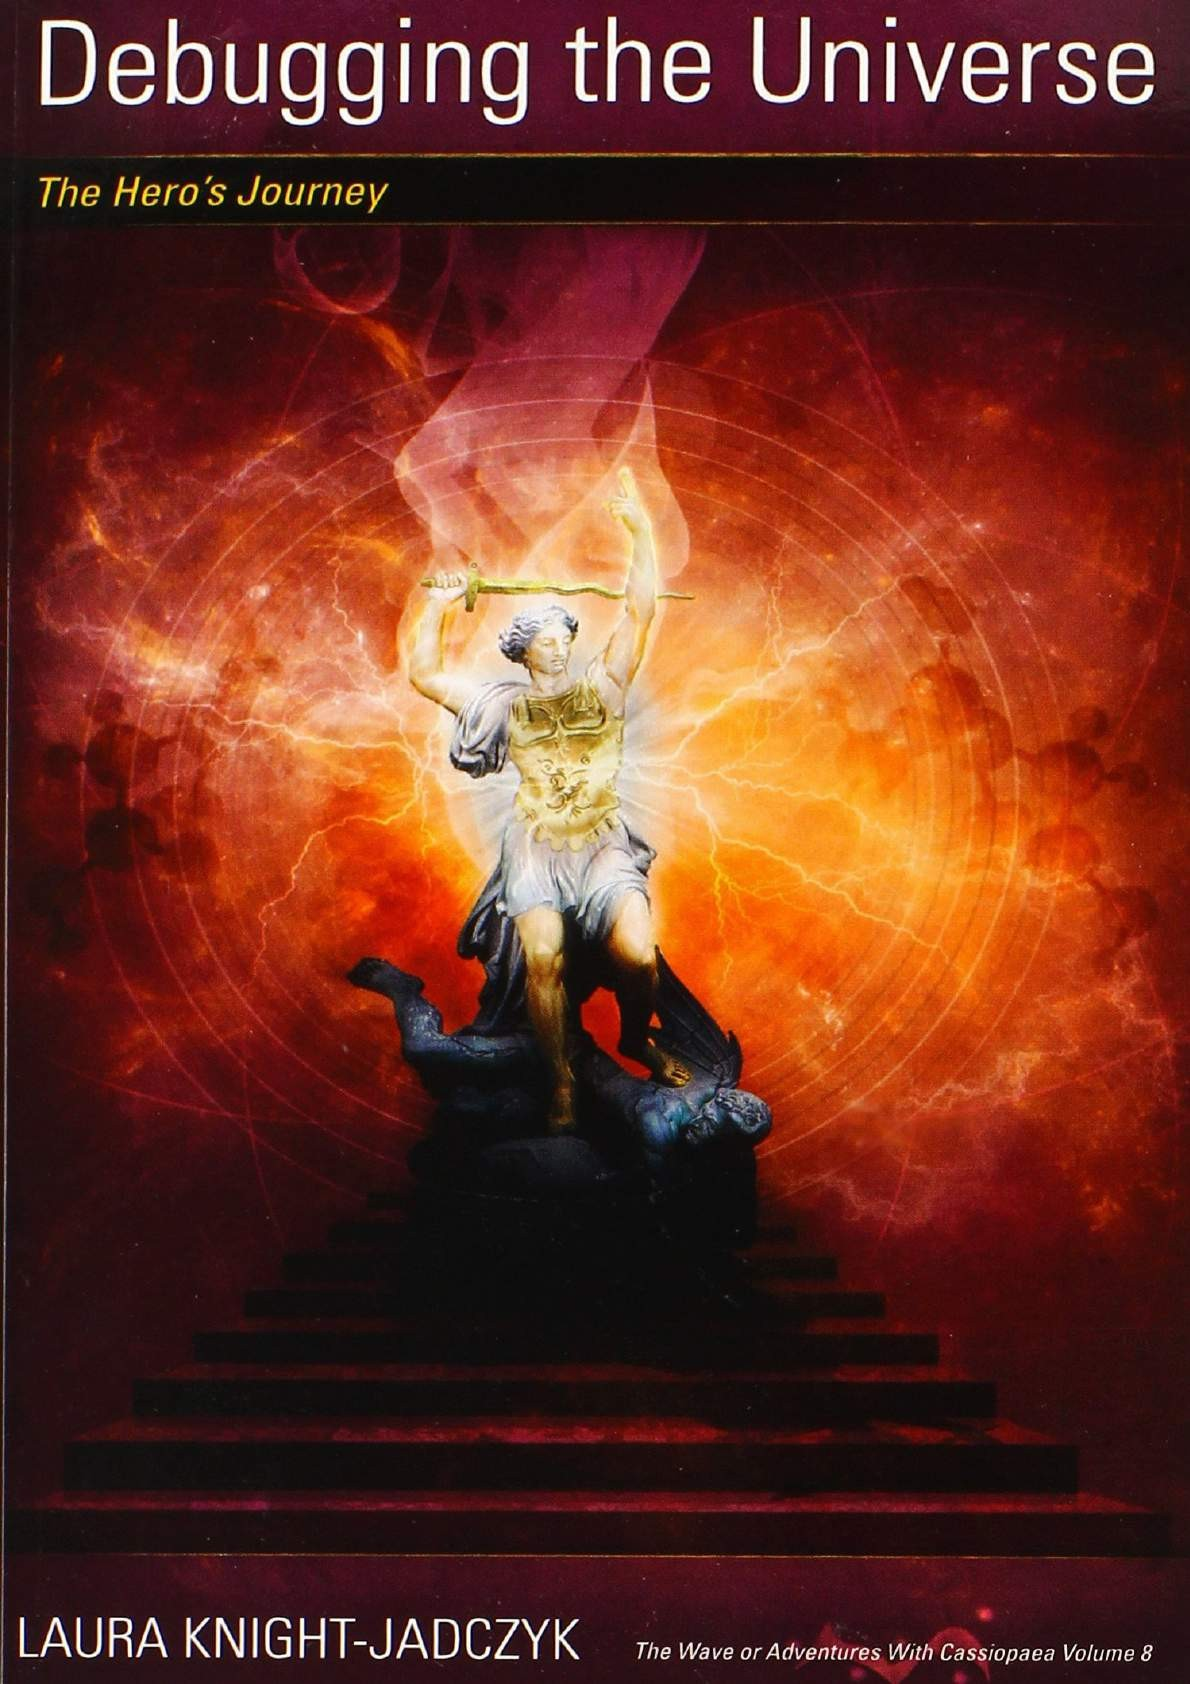 Debugging the Universe
The Hero's Journey
LAURA KNIGHT-JADCZYK
The Wave or Adventures With Cassiopaea Volume 8